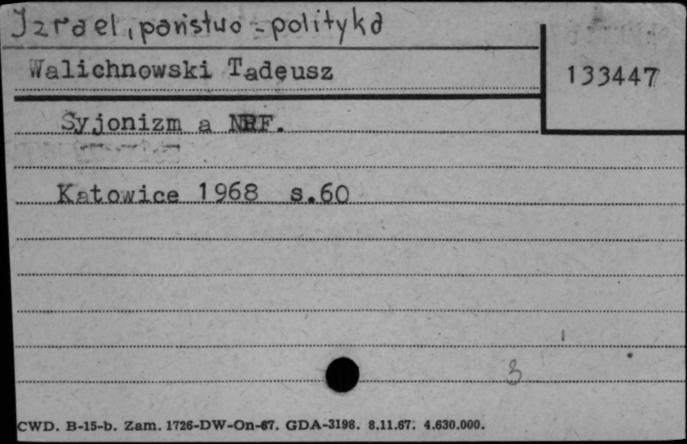 Izrael, państwo - polityka
Walichnowski Tadeusz
133447
Syjonizm a NRF.
Katowice 1968 s.60
3
CWD. B-15-b. Zam. 1726-DW-On-67. GDA-3198. 8.11.67. 4.630.000.